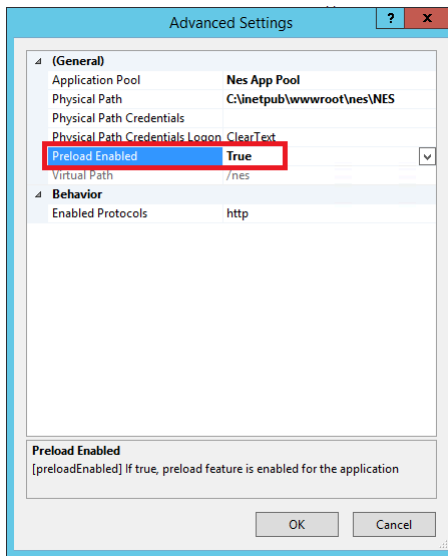 Advanced Settings
? x
(General)
Application Pool Nes App Pool
Physical Path C:\inetpub\wwwroot\nes\NES
Physical Path Credentials
Physical Path Credentials Logon ClearText
Preload Enabled True
Virtual Path /nes
Behavior
Enabled Protocols http
Preload Enabled
[preloadEnabled] If true, preload feature is enabled for the application
OK Cancel